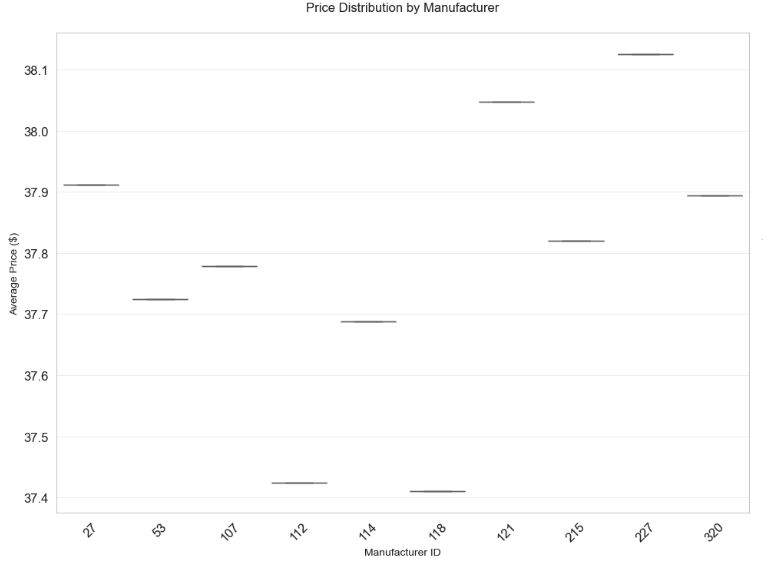 Price Distribution by Manufacturer
38.1
38.0
37.9
37.8
37.7
37.6
37.5
37.4
Average Price ($)
27 53 107 112 114 118 121 215 227 320
Manufacturer ID